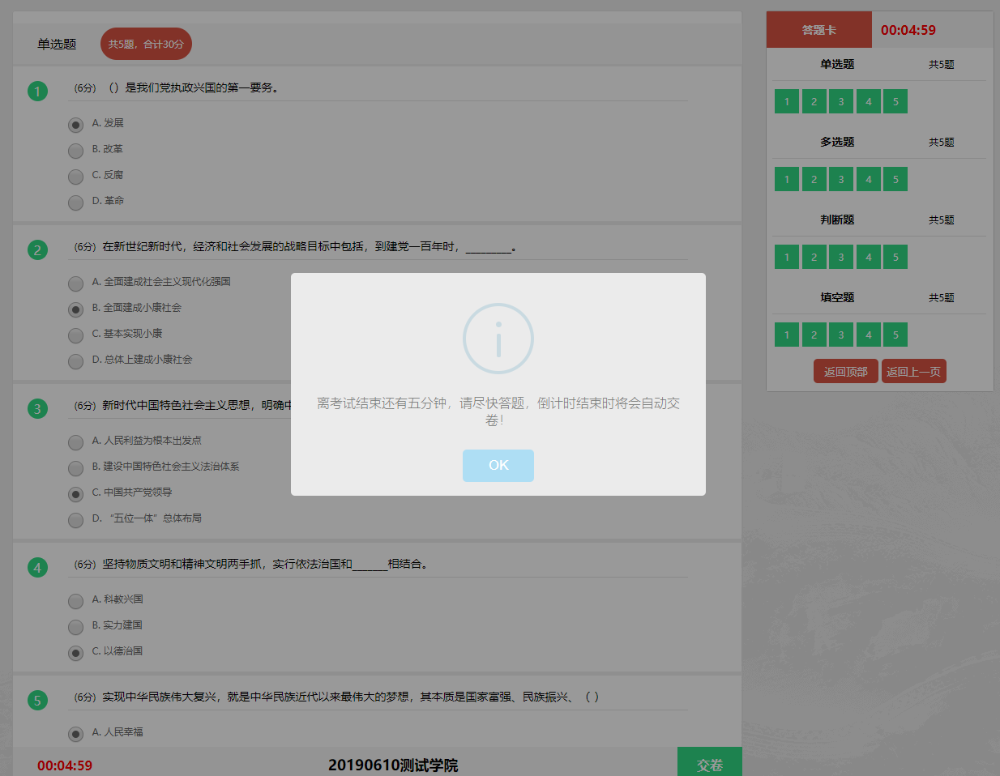 单选题 共5题，合计30分
1 (6分) （）是我们党执政兴国的第一要务。
A. 发展
B. 改革
C. 反腐
D. 革命
2 (6分) 在新世纪新时代，经济和社会发展的战略目标中包括，到建党一百年时，________。
A. 全面建成社会主义现代化强国
B. 全面建成小康社会
C. 基本实现小康
D. 总体上建成小康社会
3 (6分) 新时代中国特色社会主义思想，明确
A. 人民利益为根本出发点
B. 建设中国特色社会主义法治体系
C. 中国共产党领导
D. “五位一体”总体布局
4 (6分) 坚持物质文明和精神文明两手抓，实行依法治国和______相结合。
A. 科教兴国
B. 实力建国
C. 以德治国
5 (6分) 实现中华民族伟大复兴，就是中华民族近代以来最伟大的梦想，其本质是国家富强、民族振兴、（ ）
A. 人民幸福
00:04:59 20190610测试学院 交卷
离考试结束还有五分钟，请尽快答题，倒计时结束时将会自动交
卷！
OK
答题卡 00:04:59
单选题 共5题
1 2 3 4 5
多选题 共5题
1 2 3 4 5
判断题 共5题
1 2 3 4 5
填空题 共5题
1 2 3 4 5
返回顶部 返回上一页